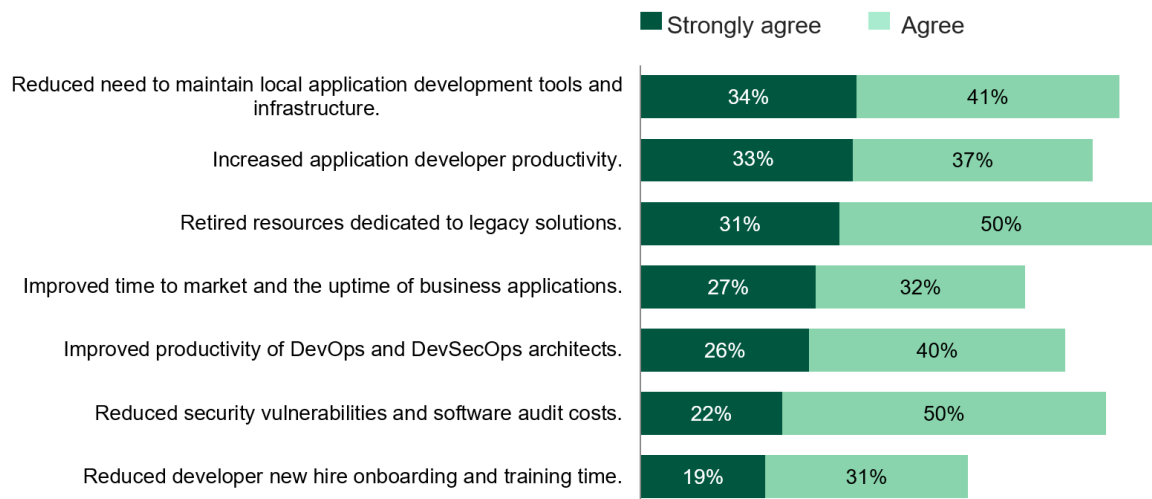 Strongly agree Agree
Reduced need to maintain local application development tools and
infrastructure.
34% 41%
Increased application developer productivity. 33% 37%
Retired resources dedicated to legacy solutions. 31% 50%
Improved time to market and the uptime of business applications. 27% 32%
Improved productivity of DevOps and DevSecOps architects. 26% 40%
Reduced security vulnerabilities and software audit costs. 22% 50%
Reduced developer new hire onboarding and training time. 19% 31%